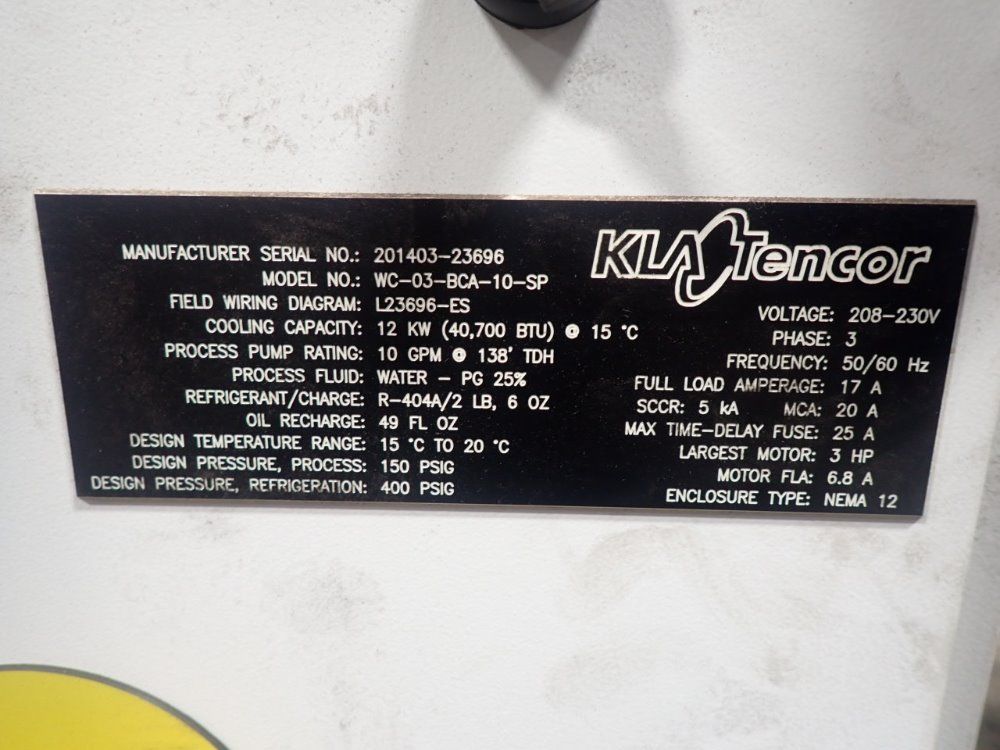 KLA Tencor
MANUFACTURER SERIAL NO.: 201403-23696
MODEL NO.: WC-03-BCA-10-SP
FIELD WIRING DIAGRAM: L23696-ES
COOLING CAPACITY: 12 KW (40,700 BTU) @ 15 °C
PROCESS PUMP RATING: 10 GPM @ 138' TDH
PROCESS FLUID: WATER - PG 25%
REFRIGERANT/CHARGE: R-404A/2 LB, 6 OZ
OIL RECHARGE: 49 FL OZ
DESIGN TEMPERATURE RANGE: 15 °C TO 20 °C
DESIGN PRESSURE, PROCESS: 150 PSIG
DESIGN PRESSURE, REFRIGERATION: 400 PSIG
VOLTAGE: 208-230V
PHASE: 3
FREQUENCY: 50/60 Hz
FULL LOAD AMPERAGE: 17 A
SCCR: 5 kA MCA: 20 A
MAX TIME-DELAY FUSE: 25 A
LARGEST MOTOR: 3 HP
MOTOR FLA: 6.8 A
ENCLOSURE TYPE: NEMA 12